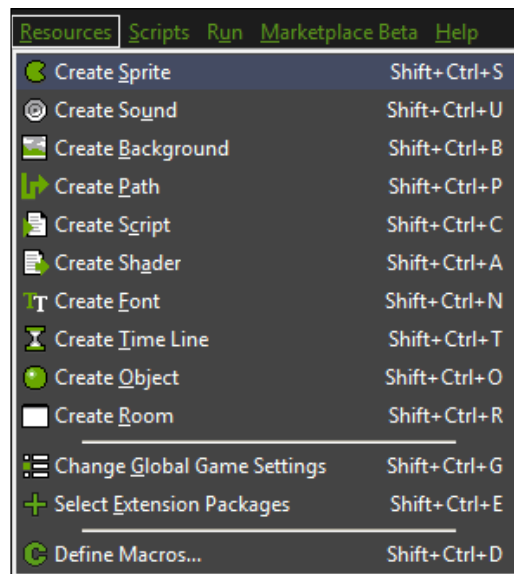 Resources Scripts Run Marketplace Beta Help
Create Sprite Shift+Ctrl+S
Create Sound Shift+Ctrl+U
Create Background Shift+Ctrl+B
Create Path Shift+Ctrl+P
Create Script Shift+Ctrl+C
Create Shader Shift+Ctrl+A
Create Font Shift+Ctrl+N
Create Time Line Shift+Ctrl+T
Create Object Shift+Ctrl+O
Create Room Shift+Ctrl+R
Change Global Game Settings Shift+Ctrl+G
Select Extension Packages Shift+Ctrl+E
Define Macros... Shift+Ctrl+D